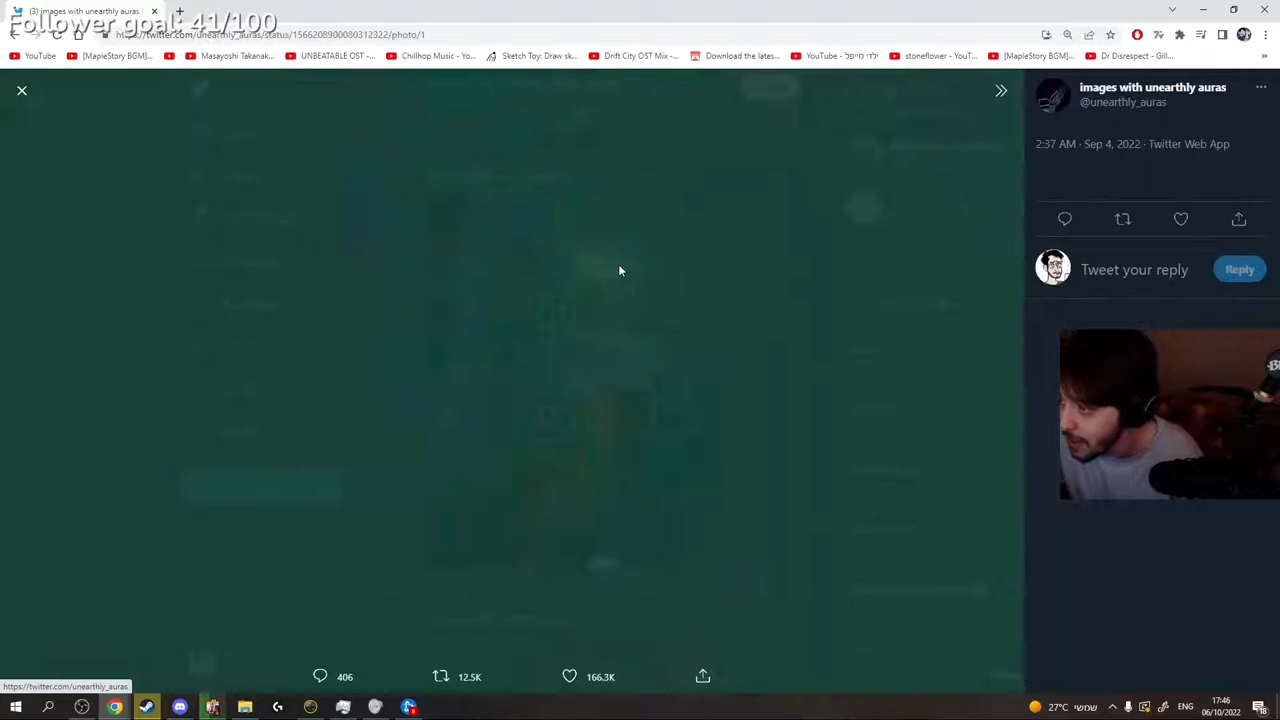 (3) images with unearthly auras
Follower goal: 41/100
https://twitter.com/unearthly_auras/status/1566208900080312322/photo/1
YouTube
[MapleStory BGM]...
Masayoshi Takanak...
UNBEATABLE OST -...
Chillhop Music - Yo...
Sketch Toy: Draw sk...
Drift City OST Mix -...
Download the lates...
YouTube - ילדי מייפל
stoneflower - YouT...
[MapleStory BGM]...
Dr Disrespect - Gill...
images with unearthly auras
@unearthly_auras
2:37 AM · Sep 4, 2022 · Twitter Web App
Tweet your reply
Reply
406
12.5K
166.3K
https://twitter.com/unearthly_auras
27°C
שמשי
ENG
17:46
06/10/2022